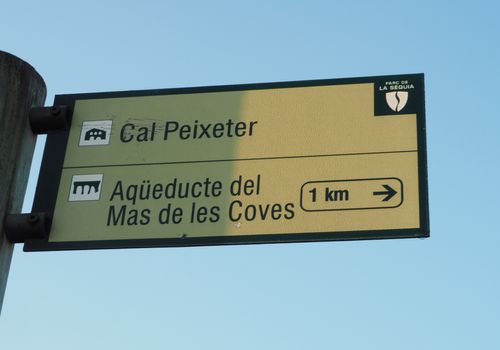 PARC DE
LA SÈQUIA
Cal Peixeter
Aqüeducte del
Mas de les Coves
1 km →